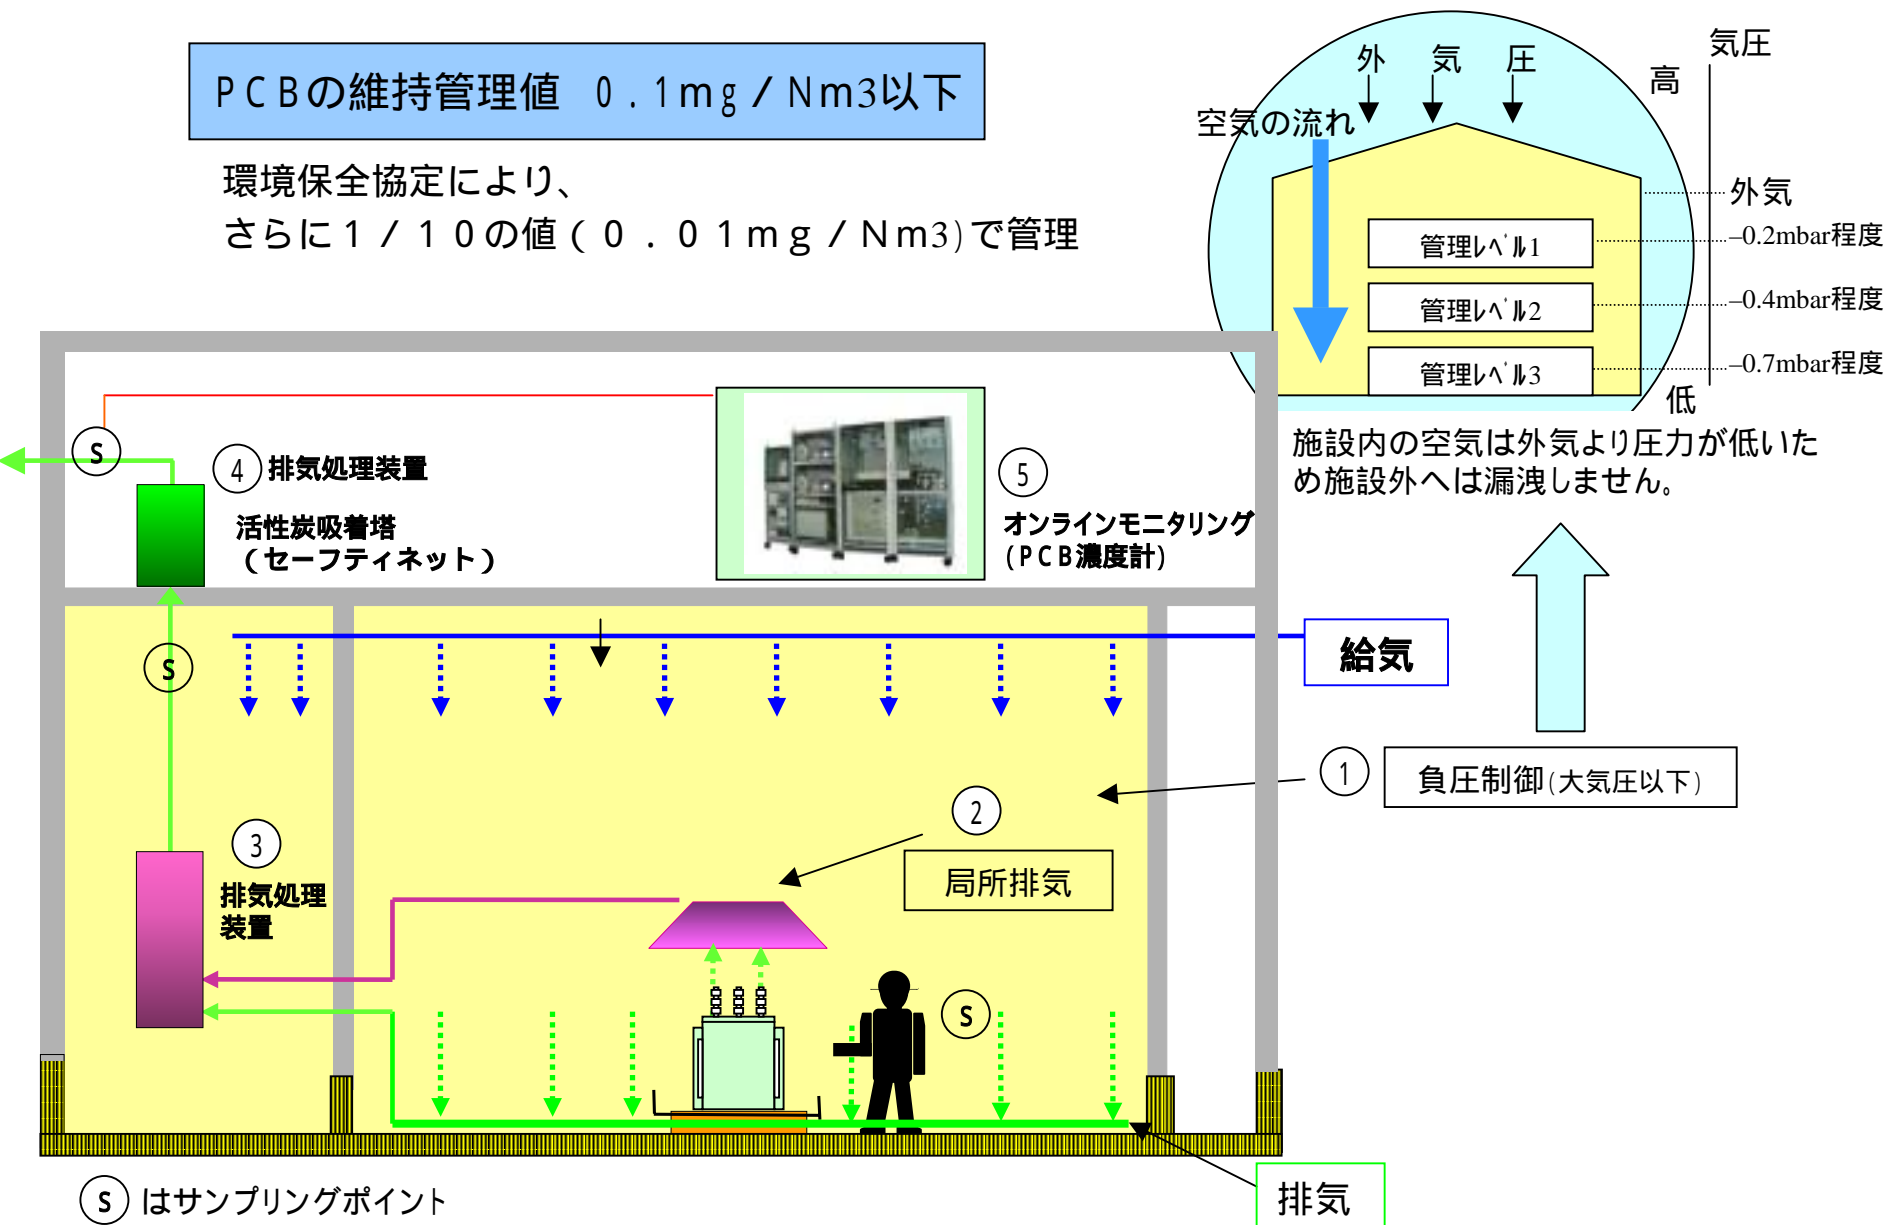 PCBの維持管理値 0.1mg/Nm3以下
環境保全協定により、
さらに1/10の値(0.01mg/Nm3)で管理
気圧
高
外 気 圧
空気の流れ
外気
管理ﾚﾍﾞﾙ1
–0.2mbar程度
管理ﾚﾍﾞﾙ2
–0.4mbar程度
管理ﾚﾍﾞﾙ3
–0.7mbar程度
低
施設内の空気は外気より圧力が低いた
め施設外へは漏洩しません。
S
4 排気処理装置
活性炭吸着塔
(セーフティネット)
5
オンラインモニタリング
(PCB濃度計)
S
給気
1 負圧制御(大気圧以下)
2
局所排気
3
排気処理
装置
S
排気
S はサンプリングポイント